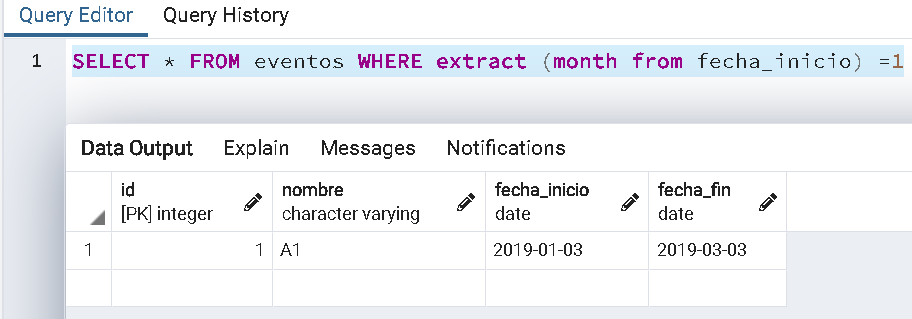 Query Editor Query History
1 SELECT * FROM eventos WHERE extract (month from fecha_inicio) =1
Data Output Explain Messages Notifications
id nombre fecha_inicio fecha_fin
[PK] integer character varying date date
1 1 A1 2019-01-03 2019-03-03